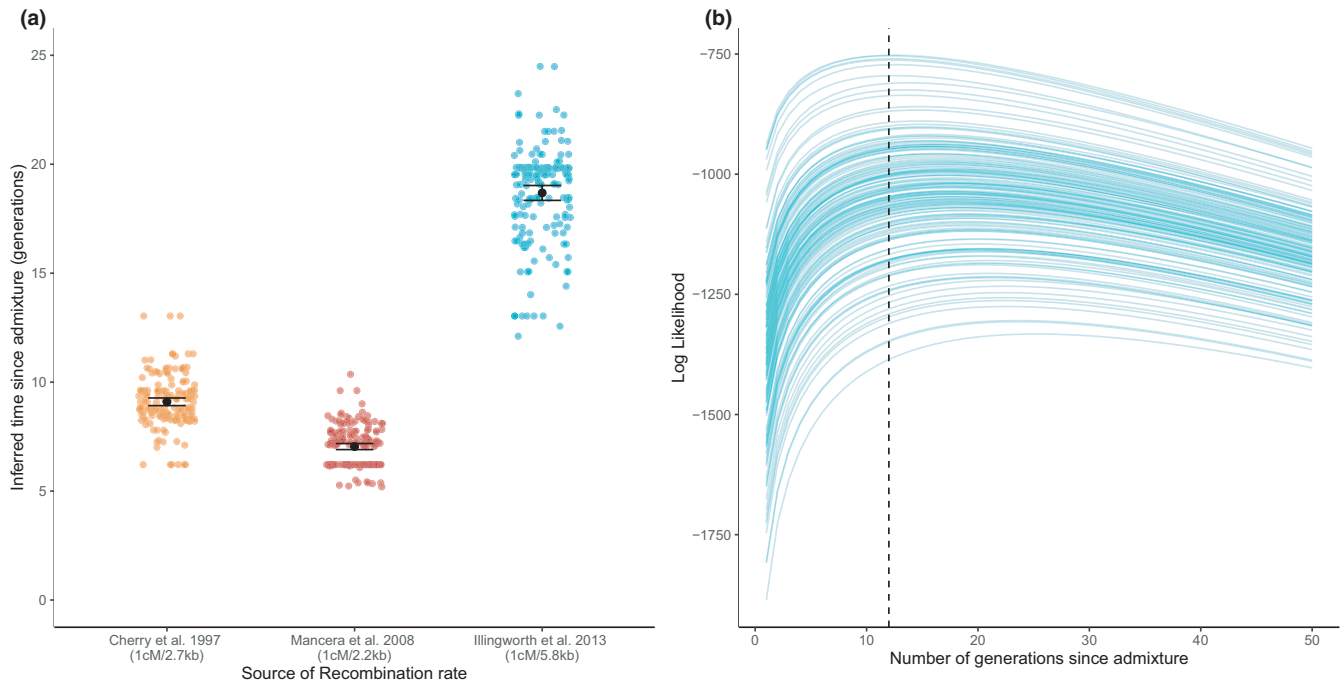 (a)
25
20
15
10
5
0
Inferred time since admixture (generations)
Cherry et al. 1997
(1cM/2.7kb)
Mancera et al. 2008
(1cM/2.2kb)
Illingworth et al. 2013
(1cM/5.8kb)
Source of Recombination rate
(b)
−750
−1000
−1250
−1500
−1750
Log Likelihood
0
10
20
30
40
50
Number of generations since admixture